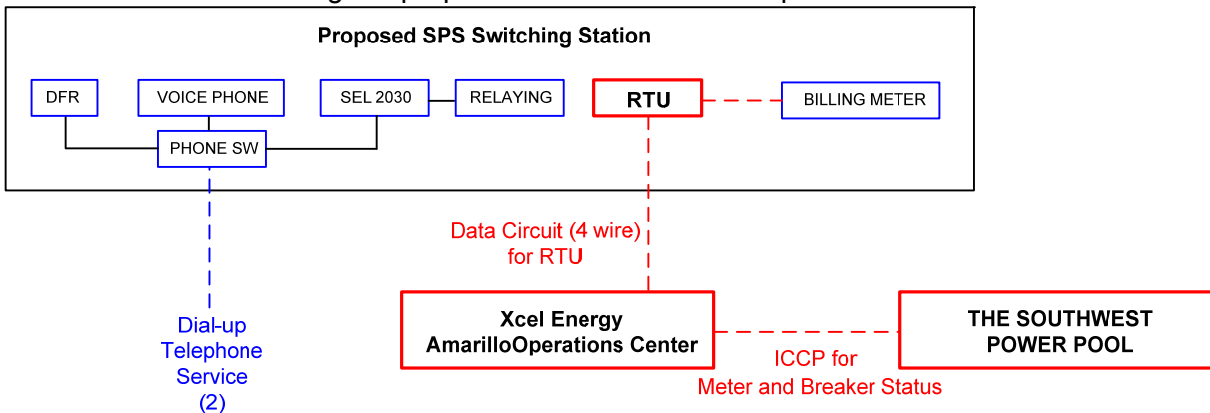 Proposed SPS Switching Station
DFR
VOICE PHONE
SEL 2030
RELAYING
RTU
BILLING METER
PHONE SW
Data Circuit (4 wire)
for RTU
Dial-up
Telephone
Service
(2)
Xcel Energy
AmarilloOperations Center
THE SOUTHWEST
POWER POOL
ICCP for
Meter and Breaker Status